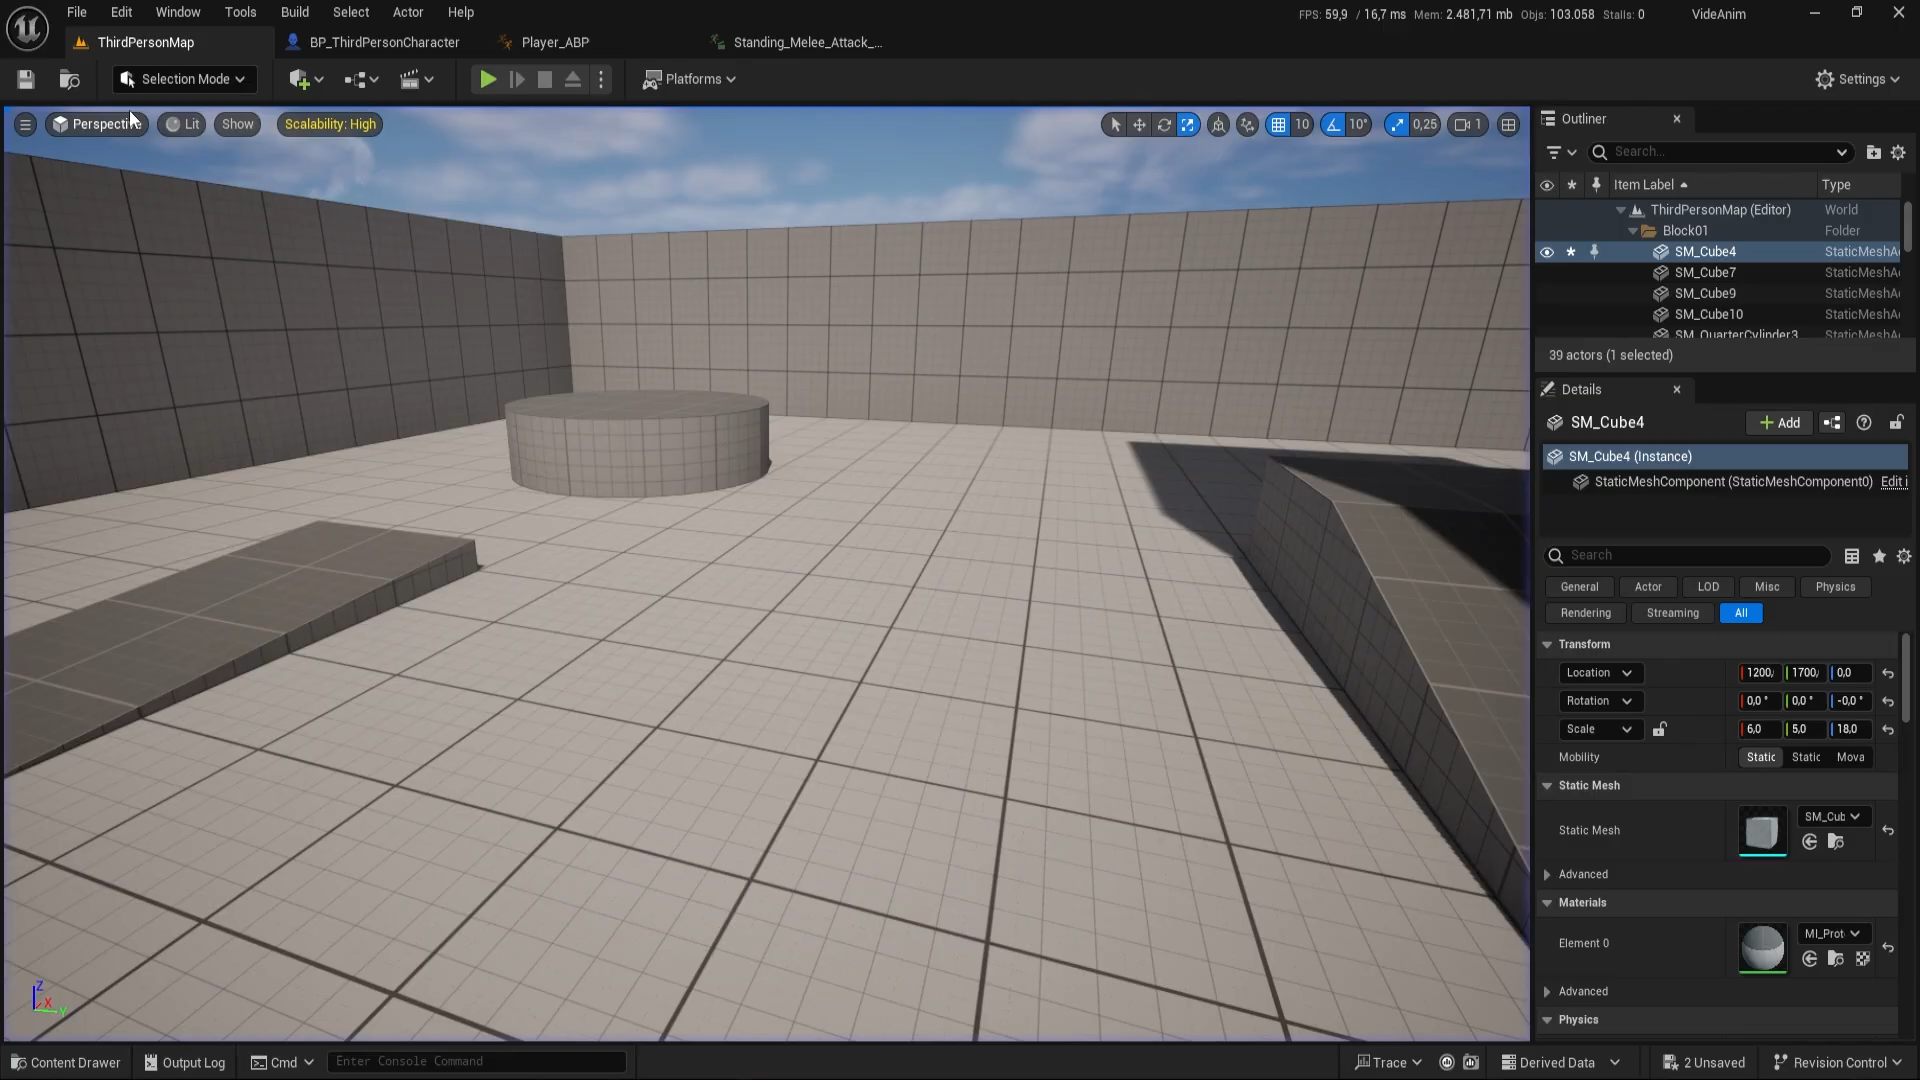 File Edit Window Tools Build Select Actor Help
FPS: 59,9 / 16,7 ms Mem: 2.481,71 mb Objs: 103.058 Stalls: 0 VideAnim
ThirdPersonMap BP_ThirdPersonCharacter Player_ABP Standing_Melee_Attack_...
Selection Mode Platforms Settings
Perspective Lit Show Scalability: High 10 10° 0,25 1
Outliner
Search...
Item Label Type
ThirdPersonMap (Editor) World
Block01 Folder
SM_Cube4 StaticMeshA
SM_Cube7 StaticMeshA
SM_Cube9 StaticMeshA
SM_Cube10 StaticMeshA
SM_QuarterCylinder3 StaticMeshA
39 actors (1 selected)
Details
SM_Cube4 Add
SM_Cube4 (Instance)
StaticMeshComponent (StaticMeshComponent0) Edit i
Search
General Actor LOD Misc Physics
Rendering Streaming All
Transform
Location 1200, 1700, 0,0
Rotation 0,0 ° 0,0 ° -0,0 °
Scale 6,0 5,0 18,0
Mobility Static Static Mova
Static Mesh
SM_Cub
Static Mesh
Advanced
Materials
MI_Prot
Element 0
Advanced
Physics
Z
X
Y
Content Drawer Output Log Cmd Enter Console Command Trace Derived Data 2 Unsaved Revision Control